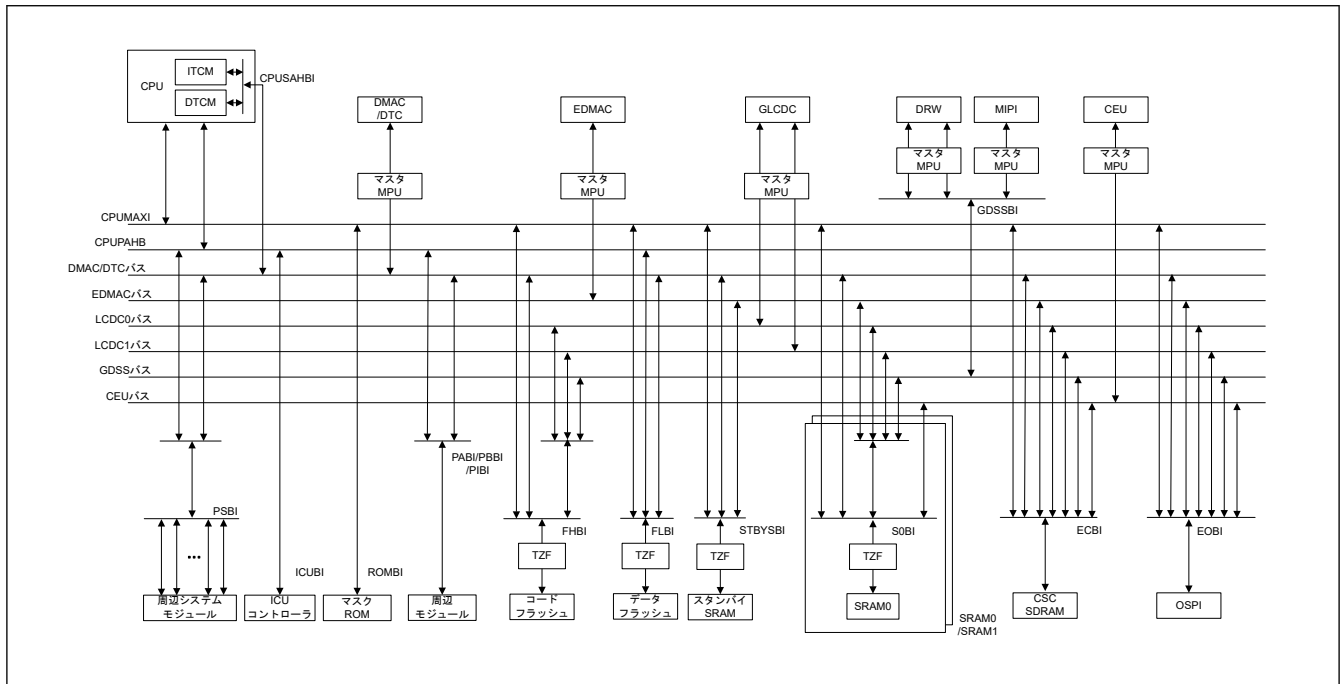 CPU
ITCM
DTCM
CPUSAHBI
DMAC
/DTC
EDMAC
GLCDC
DRW
MIPI
CEU
マスタ
MPU
マスタ
MPU
マスタ
MPU
マスタ
MPU
マスタ
MPU
マスタ
MPU
GDSSBI
CPUMAXI
CPUPAHB
DMAC/DTCバス
EDMACバス
LCDC0バス
LCDC1バス
GDSSバス
CEUバス
PABI/PBBI
/PIBI
PSBI
FHBI
FLBI
STBYSBI
S0BI
ECBI
EOBI
...
TZF
TZF
TZF
TZF
ICUBI
ROMBI
周辺システム
モジュール
ICU
コントローラ
マスク
ROM
周辺
モジュール
コード
フラッシュ
データ
フラッシュ
スタンバイ
SRAM
SRAM0
SRAM0
/SRAM1
CSC
SDRAM
OSPI